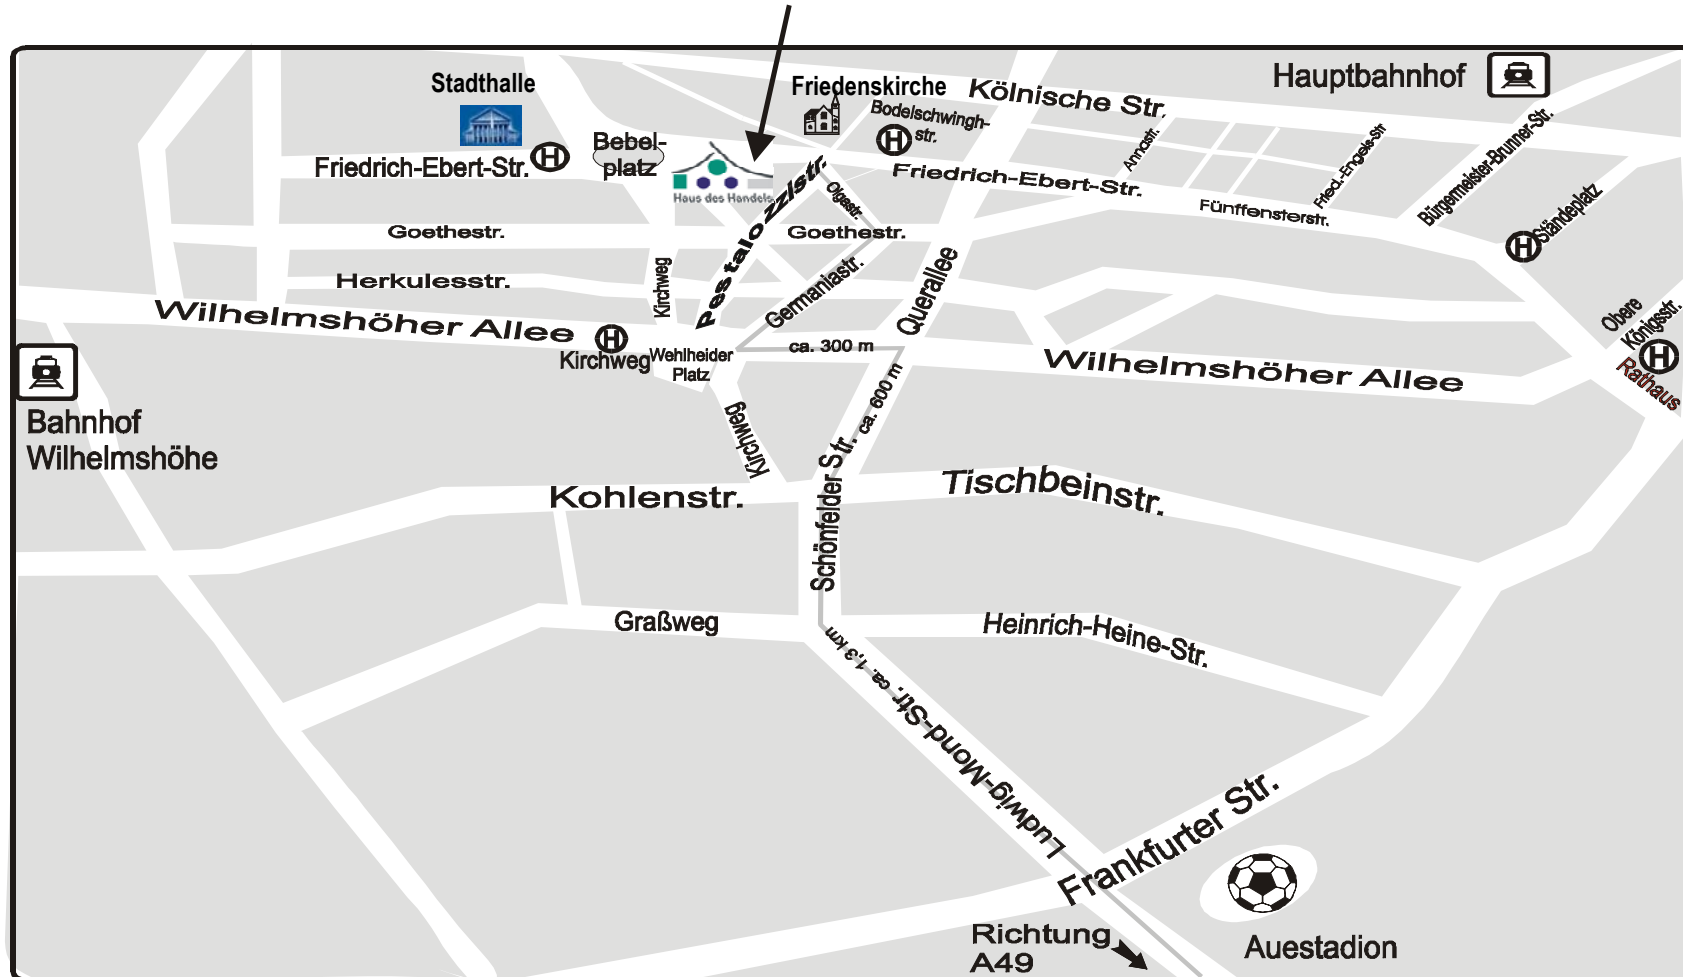 Stadthalle
Friedenskirche
Kölnische Str.
Hauptbahnhof
Bodelschwingh-
str.
H
Bebel-
platz
H
Friedrich-Ebert-Str.
Haus des Handels
Pestalozzistr.
Olgastr.
Friedrich-Ebert-Str.
Annastr.
Fünffensterstr.
Fried.-Engels-Str
Bürgermeister-Brunner-Str.
H
Ständeplatz
Goethestr.
Goethestr.
Herkulesstr.
Kirchweg
Germaniastr.
Querallee
Wilhelmshöher Allee
H
Kirchweg
Wehlheider
Platz
ca. 300 m
Wilhelmshöher Allee
Obere
Königsstr.
H
Rathaus
Bahnhof
Wilhelmshöhe
Kirchweg
ca. 600 m
Schönfelder Str.
Kohlenstr.
Tischbeinstr.
Graßweg
Heinrich-Heine-Str.
ca. 1,3 km
Ludwig-Mond-Str.
Frankfurter Str.
Richtung
A49
Auestadion